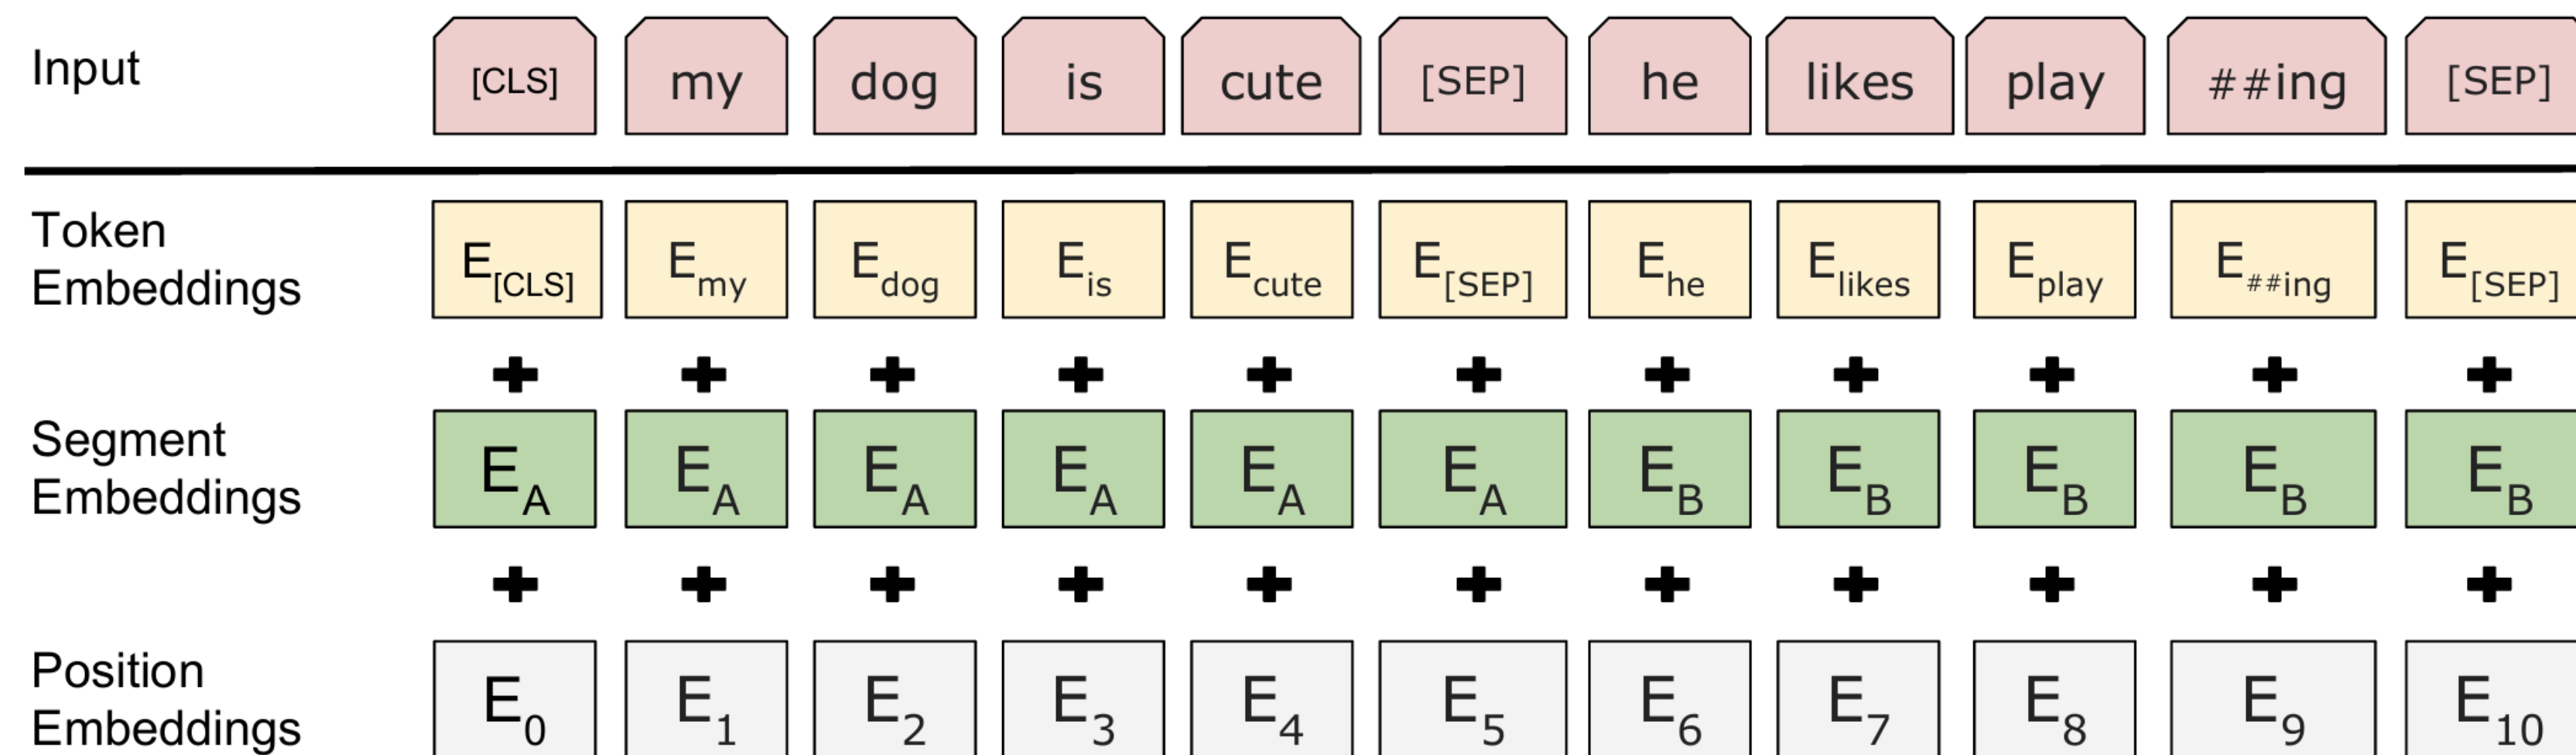 Input [CLS] my dog is cute [SEP] he likes play ##ing [SEP]
Token
Embeddings E[CLS] Emy Edog Eis Ecute E[SEP] Ehe Elikes Eplay E##ing E[SEP]
+ + + + + + + + + + +
Segment
Embeddings EA EA EA EA EA EA EB EB EB EB EB
+ + + + + + + + + + +
Position
Embeddings E0 E1 E2 E3 E4 E5 E6 E7 E8 E9 E10